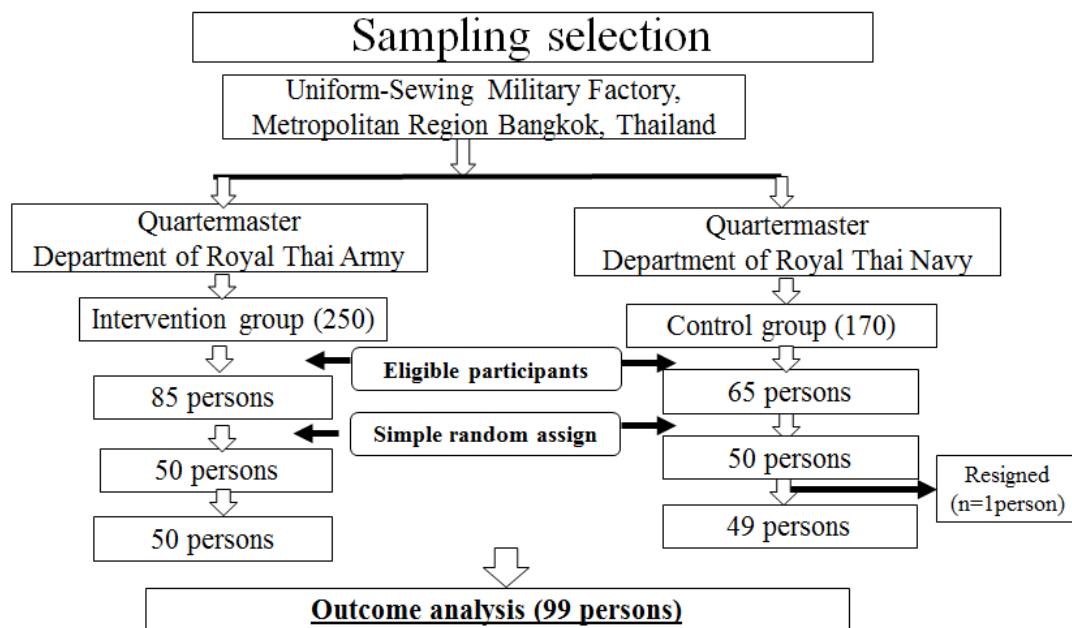 Sampling selection
Uniform-Sewing Military Factory,
Metropolitan Region Bangkok, Thailand
Quartermaster
Department of Royal Thai Army
Quartermaster
Department of Royal Thai Navy
Intervention group (250)
Control group (170)
Eligible participants
85 persons
65 persons
Simple random assign
50 persons
50 persons
Resigned
(n=1person)
50 persons
49 persons
Outcome analysis (99 persons)